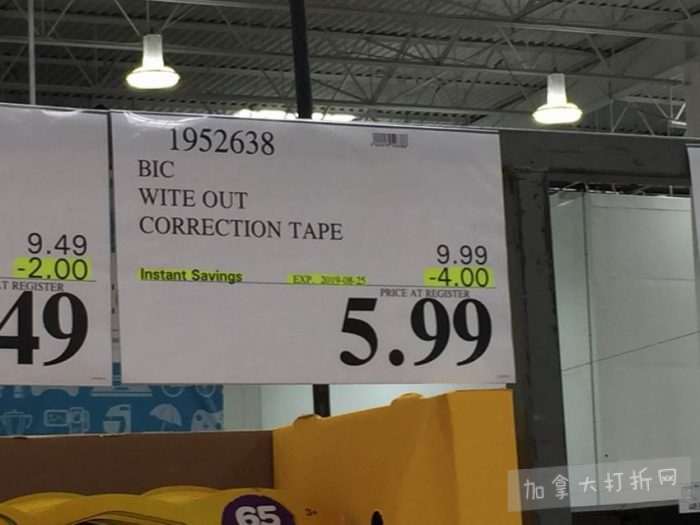 1952638
BIC
WITE OUT
CORRECTION TAPE
9.99
Instant Savings EXP. 2019-08-25 -4.00
PRICE AT REGISTER
5.99
9.49
-2.00
AT REGISTER
49
65
3+
加拿大打折网